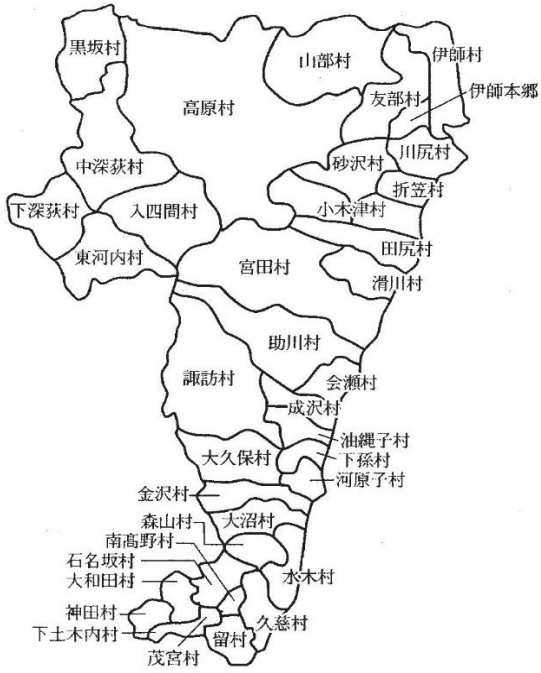 黒坂村
山部村
伊師村
友部村
伊師本郷
高原村
川尻村
砂沢村
中深荻村
折笠村
下深荻村
入四間村
小木津村
田尻村
東河内村
宮田村
滑川村
助川村
諏訪村
会瀬村
成沢村
油縄子村
大久保村
下孫村
河原子村
金沢村
大沼村
森山村
南髙野村
石名坂村
大和田村
水木村
神田村
久慈村
下土木内村
留村
茂宮村